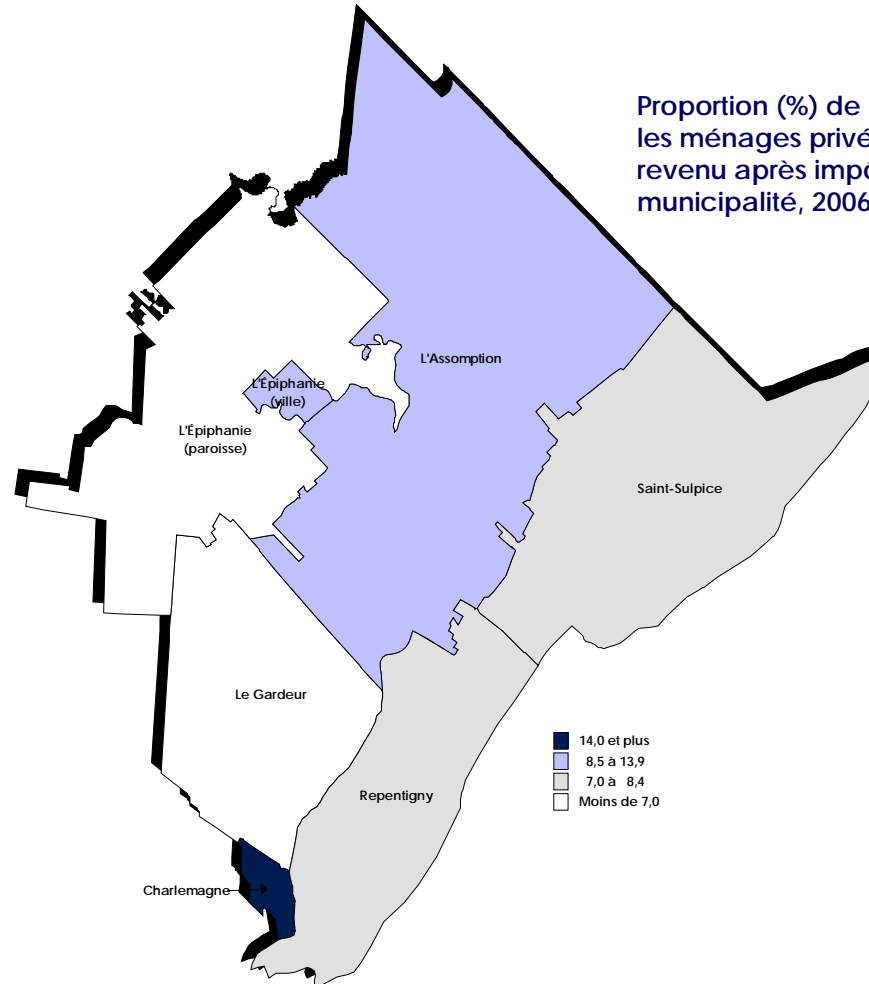 Proportion (%) de
les ménages privé
revenu après impô
municipalité, 2006
L'Assomption
L'Épiphanie
(ville)
L'Épiphanie
(paroisse)
Saint-Sulpice
Le Gardeur
14,0 et plus
8,5 à 13,9
7,0 à 8,4
Moins de 7,0
Repentigny
Charlemagne